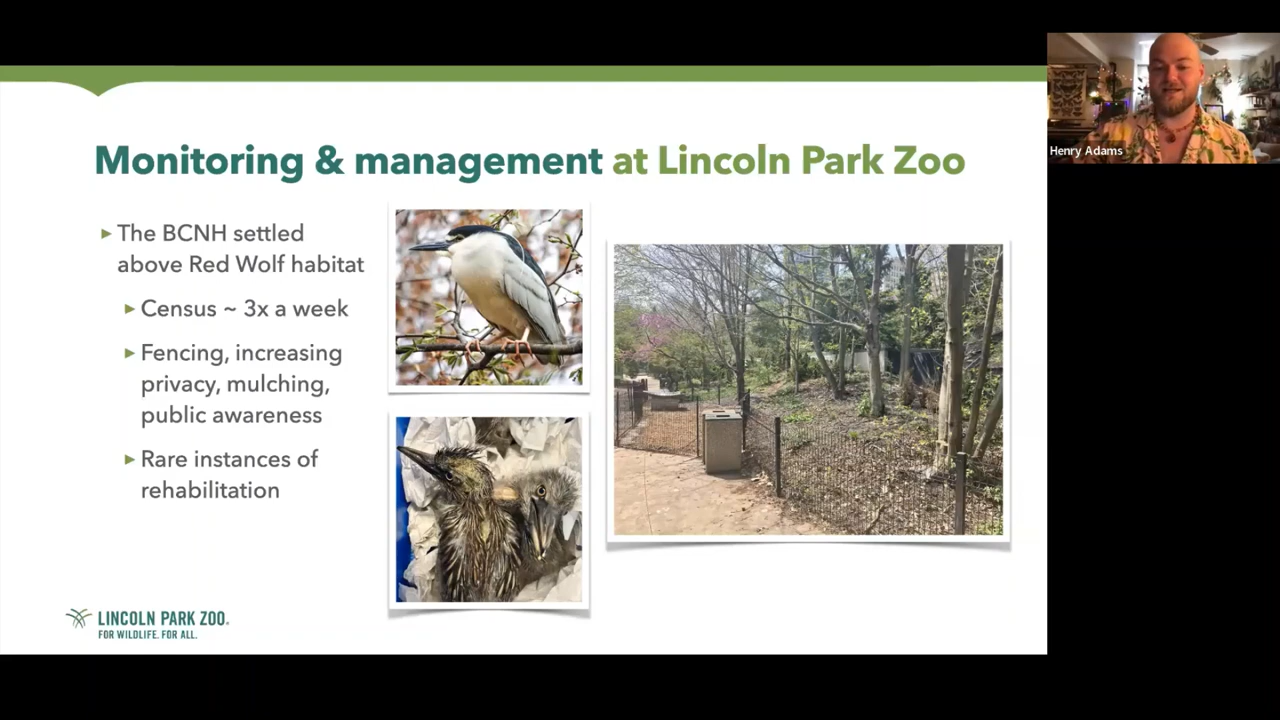 Monitoring & management at Lincoln Park Zoo
▸ The BCNH settled
above Red Wolf habitat
▸ Census ~ 3x a week
▸ Fencing, increasing
privacy, mulching,
public awareness
▸ Rare instances of
rehabilitation
LINCOLN PARK ZOO®
FOR WILDLIFE. FOR ALL.
Henry Adams